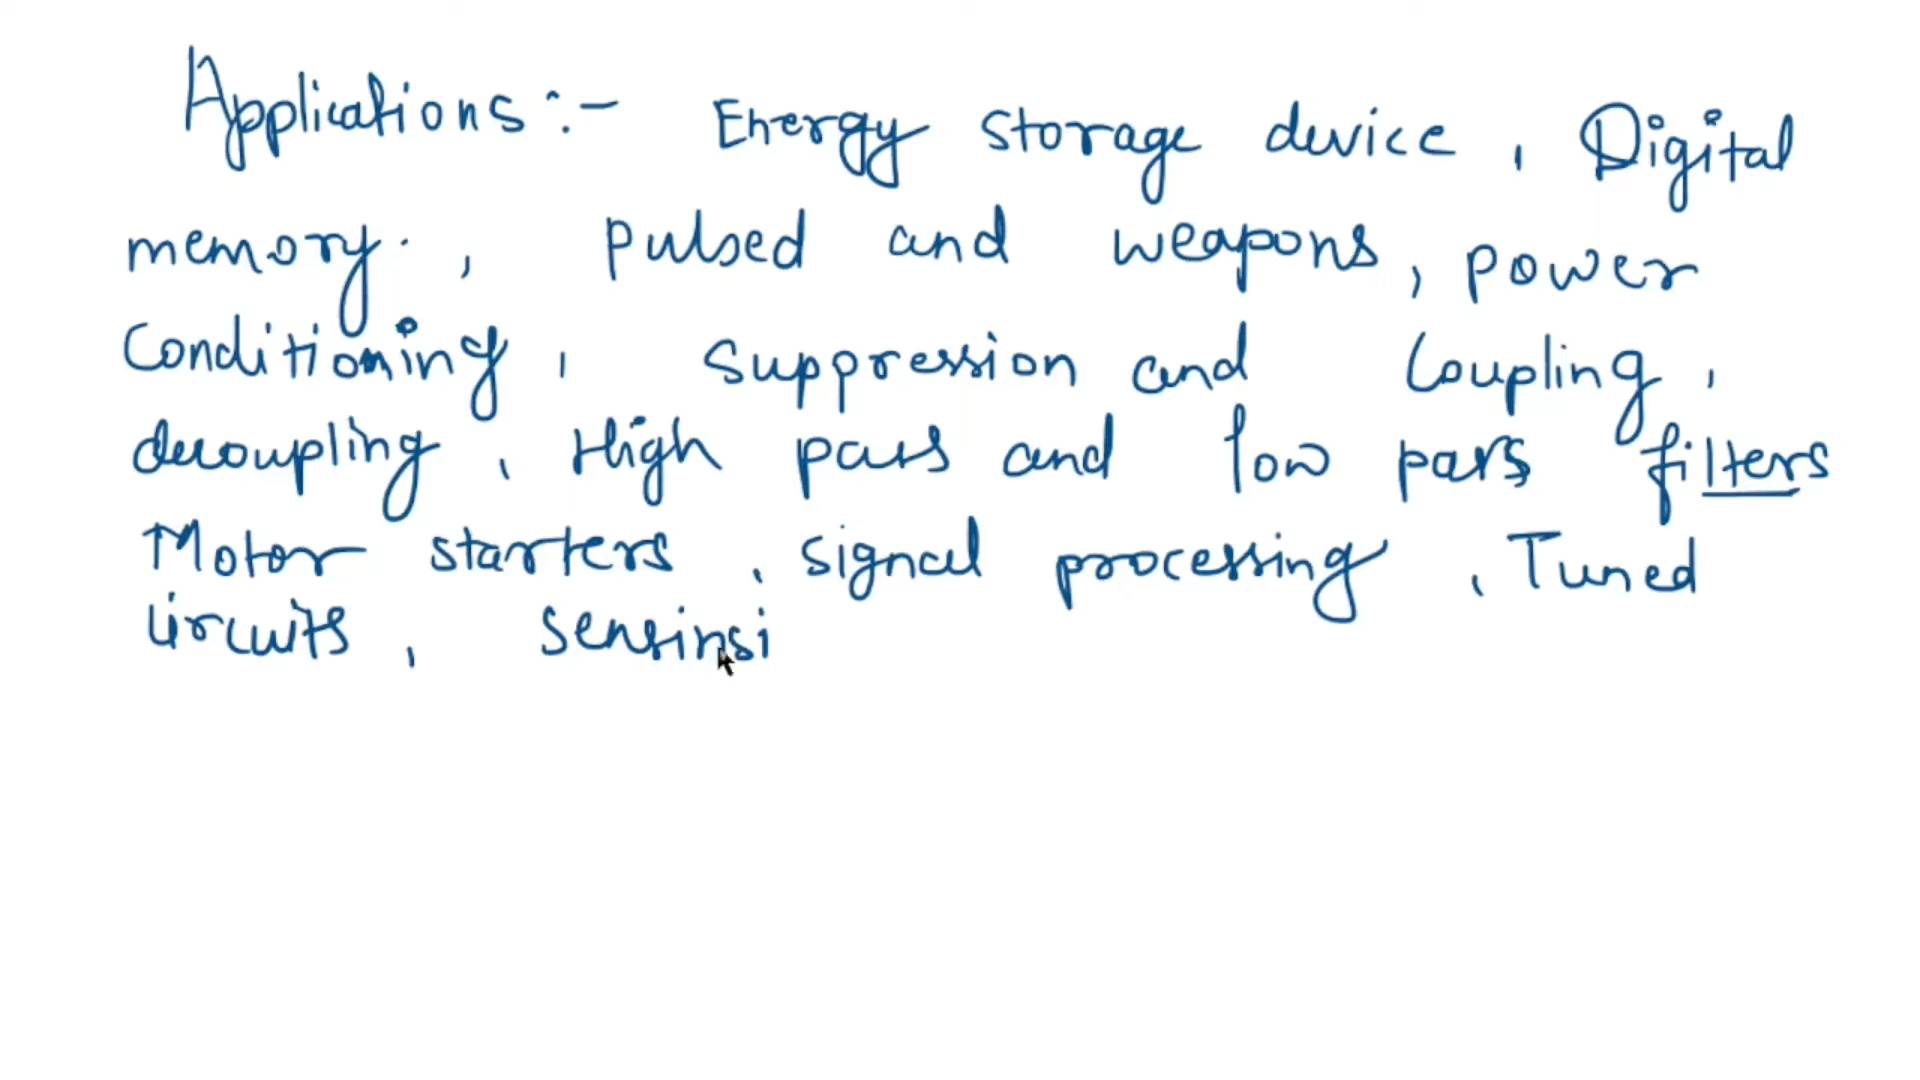 Applications :- Energy storage device, Digital
memory, pulsed and weapons, power
Conditioning, Suppression and Coupling,
decoupling, High pass and low pass filters
Motor starters, signal processing, Tuned
Circuits, Sensinsi